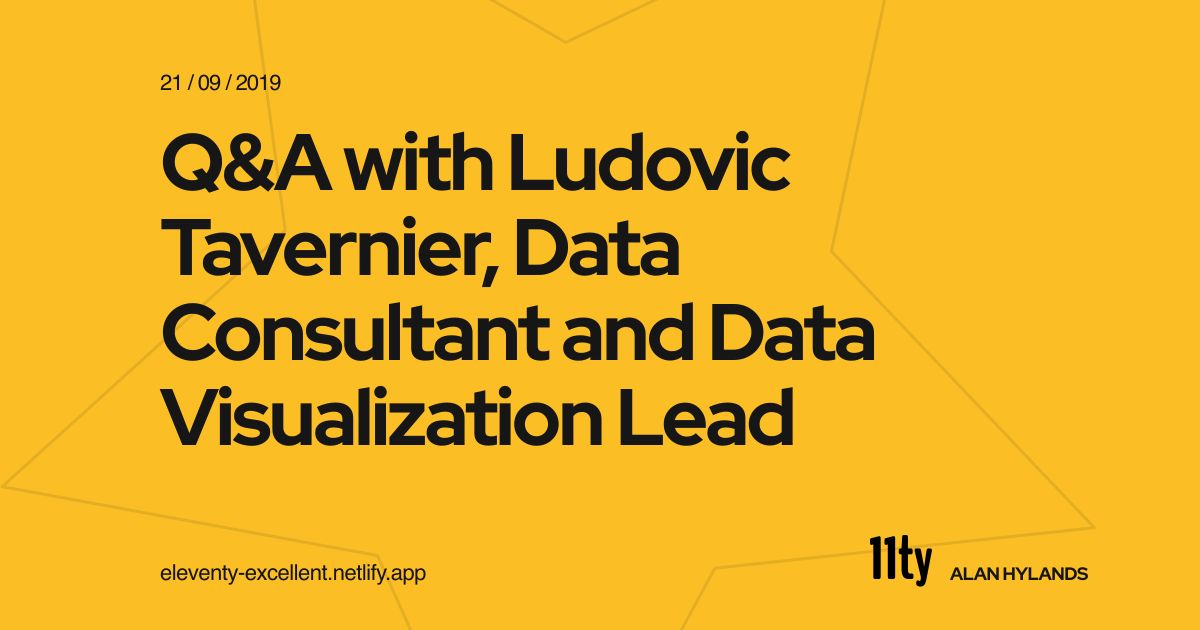 21 / 09 / 2019
Q&A with Ludovic
Tavernier, Data
Consultant and Data
Visualization Lead
eleventy-excellent.netlify.app
11ty ALAN HYLANDS